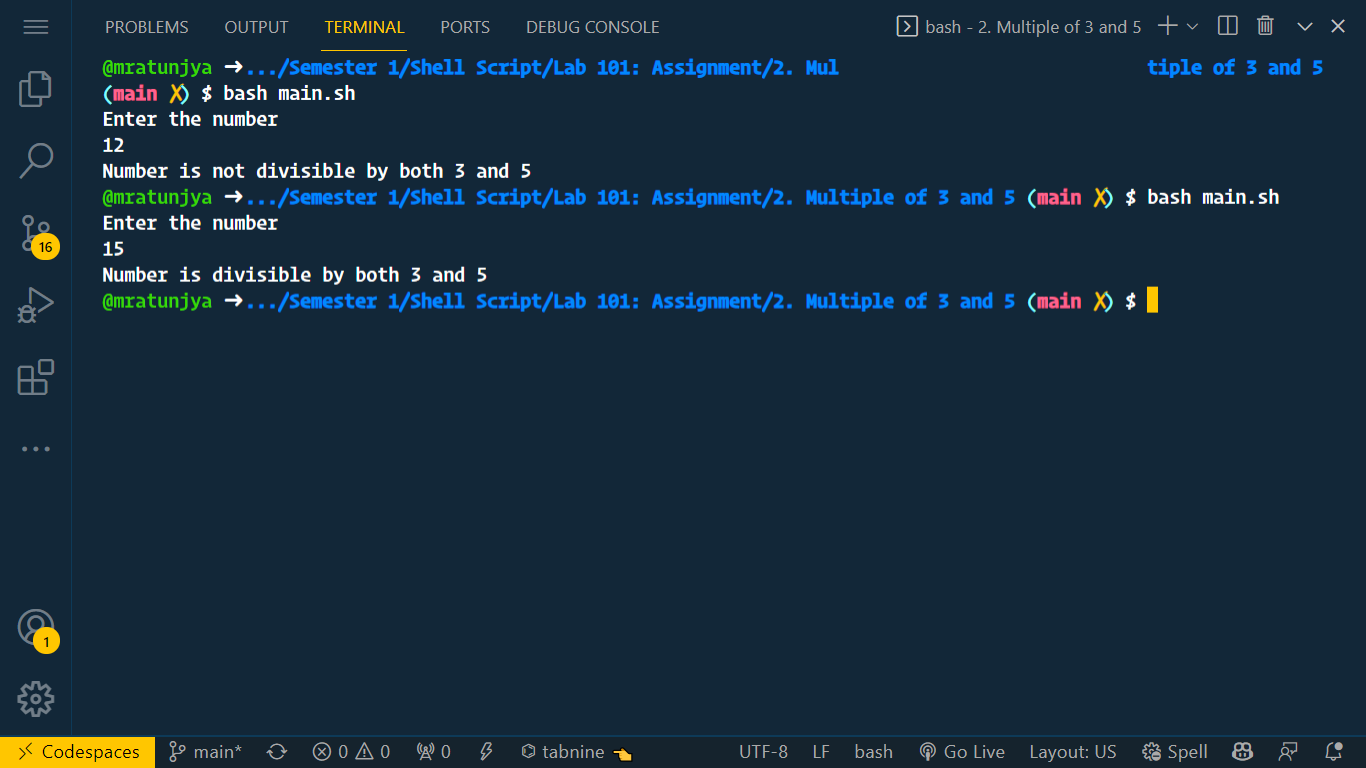 PROBLEMS OUTPUT TERMINAL PORTS DEBUG CONSOLE bash - 2. Multiple of 3 and 5
@mratunjya ➜.../Semester 1/Shell Script/Lab 101: Assignment/2. Mul tiple of 3 and 5
(main ✗) $ bash main.sh
Enter the number
12
Number is not divisible by both 3 and 5
@mratunjya ➜.../Semester 1/Shell Script/Lab 101: Assignment/2. Multiple of 3 and 5 (main ✗) $ bash main.sh
Enter the number
15
Number is divisible by both 3 and 5
@mratunjya ➜.../Semester 1/Shell Script/Lab 101: Assignment/2. Multiple of 3 and 5 (main ✗) $
16
1
Codespaces main* 0 0 0 tabnine 👈 UTF-8 LF bash Go Live Layout: US Spell